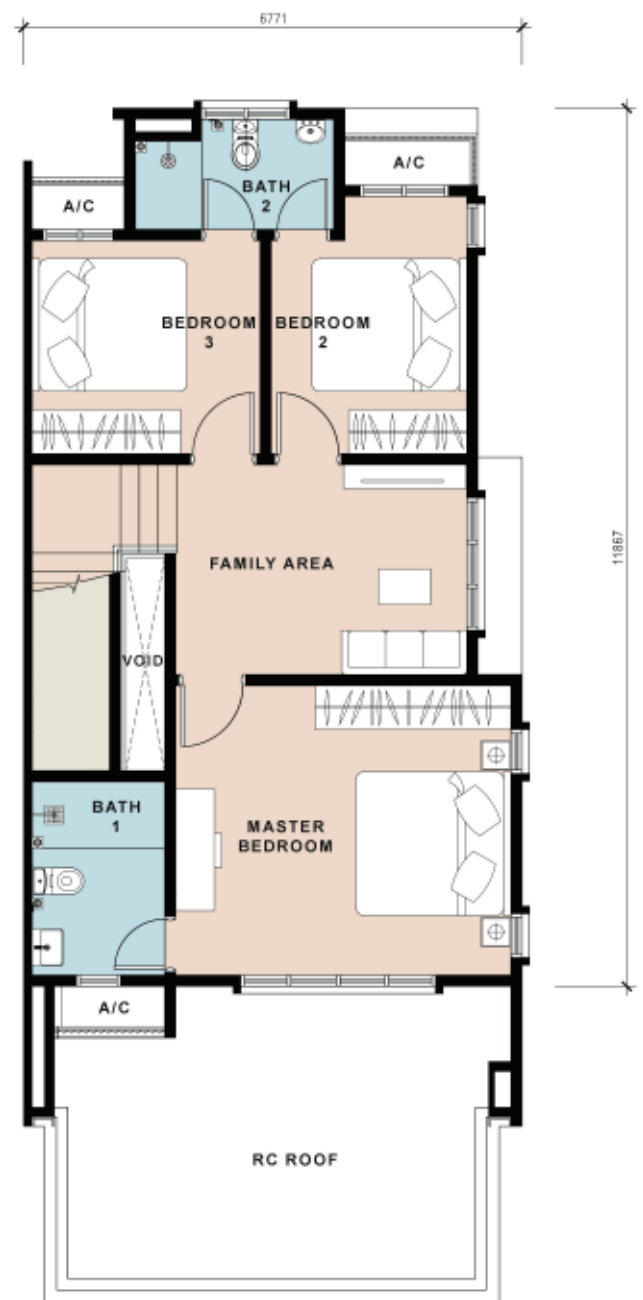 6771
A/C
BATH
2
A/C
BEDROOM
3
BEDROOM
2
FAMILY AREA
11867
VOID
BATH
1
MASTER
BEDROOM
A/C
RC ROOF